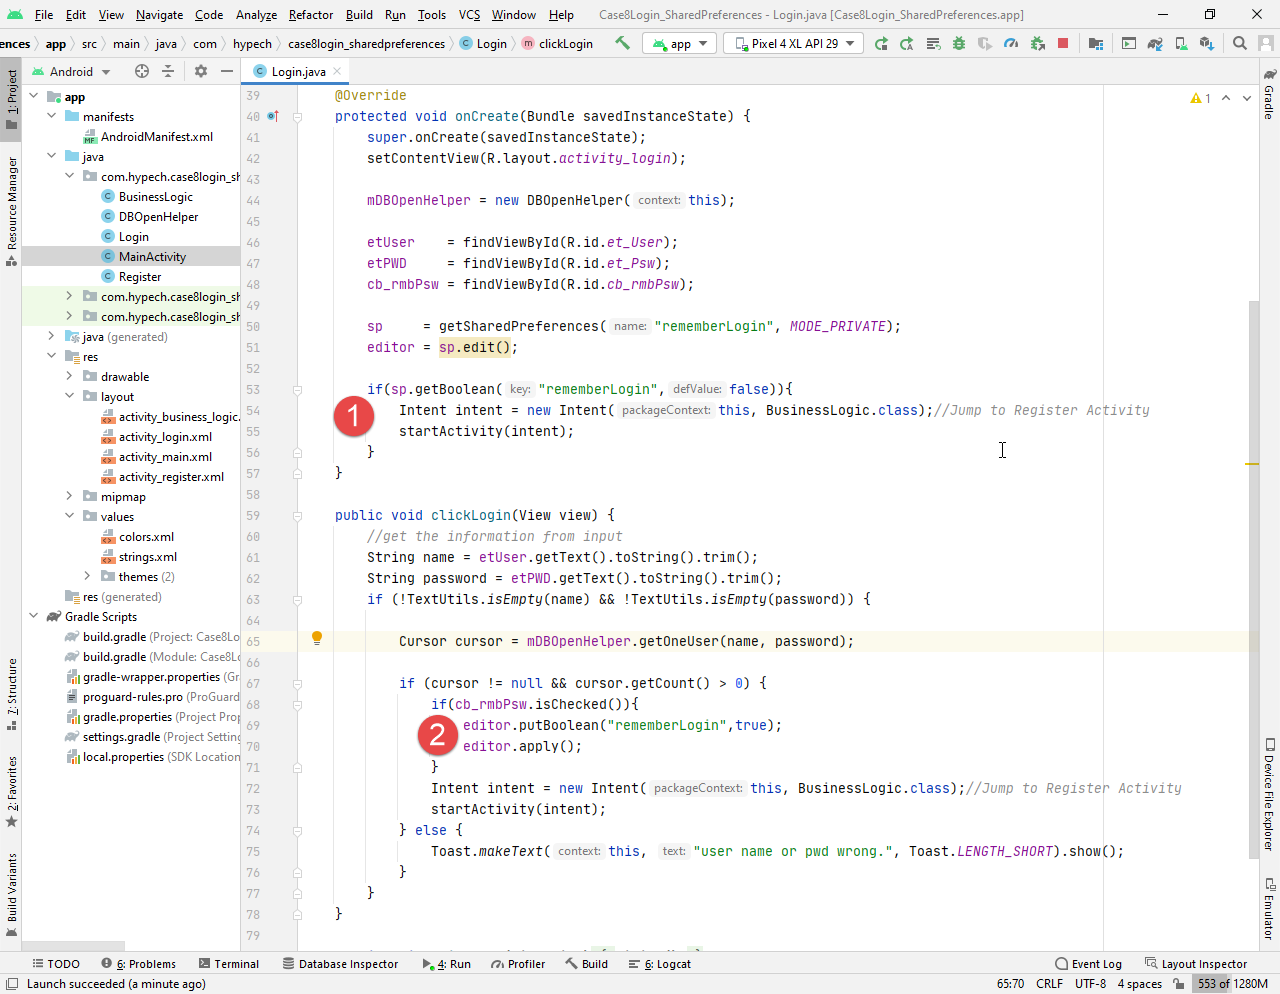 File Edit View Navigate Code Analyze Refactor Build Run Tools VCS Window Help Case8Login_SharedPreferences - Login.java [Case8Login_SharedPreferences.app]
ences app src main java com hypech case8login_sharedpreferences Login clickLogin app Pixel 4 XL API 29
Android
Login.java
1: Project
Resource Manager
7: Structure
2: Favorites
Build Variants
app
manifests
AndroidManifest.xml
java
com.hypech.case8login_sh
BusinessLogic
DBOpenHelper
Login
MainActivity
Register
com.hypech.case8login_sh
com.hypech.case8login_sh
java (generated)
res
drawable
layout
activity_business_logic.
activity_login.xml
activity_main.xml
activity_register.xml
mipmap
values
colors.xml
strings.xml
themes (2)
res (generated)
Gradle Scripts
build.gradle (Project: Case8Lo
build.gradle (Module: Case8L
gradle-wrapper.properties (Gr
proguard-rules.pro (ProGuard
gradle.properties (Project Prop
settings.gradle (Project Settin
local.properties (SDK Location
39 @Override
40 protected void onCreate(Bundle savedInstanceState) {
41 super.onCreate(savedInstanceState);
42 setContentView(R.layout.activity_login);
43
44 mDBOpenHelper = new DBOpenHelper( context: this);
45
46 etUser = findViewById(R.id.et_User);
47 etPWD = findViewById(R.id.et_Psw);
48 cb_rmbPsw = findViewById(R.id.cb_rmbPsw);
49
50 sp = getSharedPreferences( name: "rememberLogin", MODE_PRIVATE);
51 editor = sp.edit();
52
53 if(sp.getBoolean( key: "rememberLogin", defValue: false)){
54 Intent intent = new Intent( packageContext: this, BusinessLogic.class);//Jump to Register Activity
1
55 startActivity(intent);
56 }
57 }
58
59 public void clickLogin(View view) {
60 //get the information from input
61 String name = etUser.getText().toString().trim();
62 String password = etPWD.getText().toString().trim();
63 if (!TextUtils.isEmpty(name) && !TextUtils.isEmpty(password)) {
64
65 Cursor cursor = mDBOpenHelper.getOneUser(name, password);
66
67 if (cursor != null && cursor.getCount() > 0) {
68 if(cb_rmbPsw.isChecked()){
69 editor.putBoolean("rememberLogin",true);
2
70 editor.apply();
71 }
72 Intent intent = new Intent( packageContext: this, BusinessLogic.class);//Jump to Register Activity
73 startActivity(intent);
74 } else {
75 Toast.makeText( context: this, text: "user name or pwd wrong.", Toast.LENGTH_SHORT).show();
76 }
77 }
78 }
79
1
Gradle
Device File Explorer
Emulator
TODO 6: Problems Terminal Database Inspector 4: Run Profiler Build 6: Logcat Event Log Layout Inspector
Launch succeeded (a minute ago) 65:70 CRLF UTF-8 4 spaces 553 of 1280M